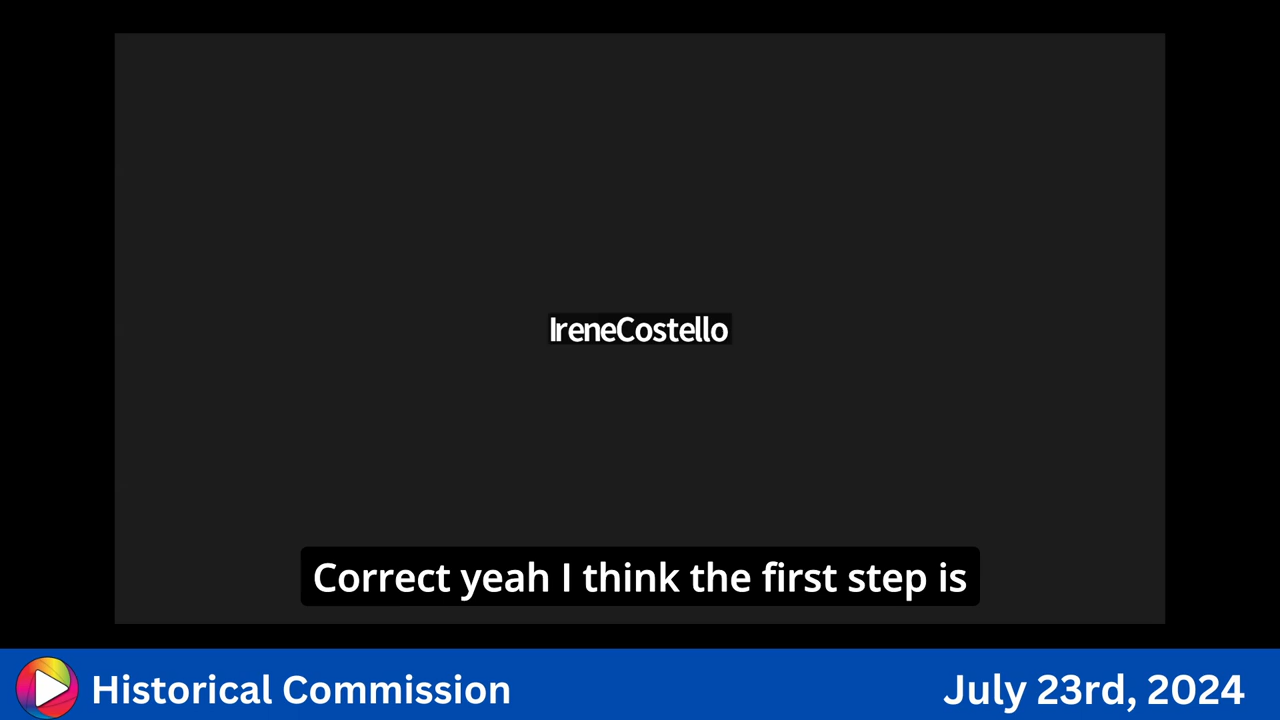 IreneCostello
Correct yeah I think the first step is
Historical Commission
July 23rd, 2024